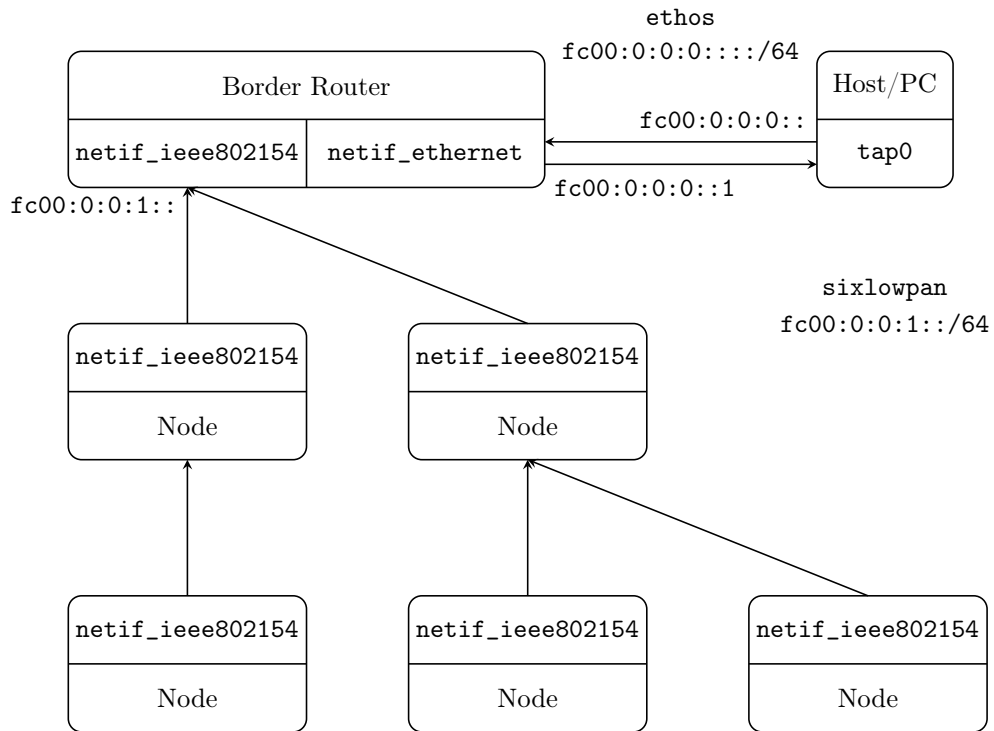 ethos
fc00:0:0:0::::/64
Border Router
Host/PC
fc00:0:0:0::
netif_ieee802154
netif_ethernet
tap0
fc00:0:0:0::1
fc00:0:0:1::
sixlowpan
fc00:0:0:1::/64
netif_ieee802154
netif_ieee802154
Node
Node
netif_ieee802154
netif_ieee802154
netif_ieee802154
Node
Node
Node